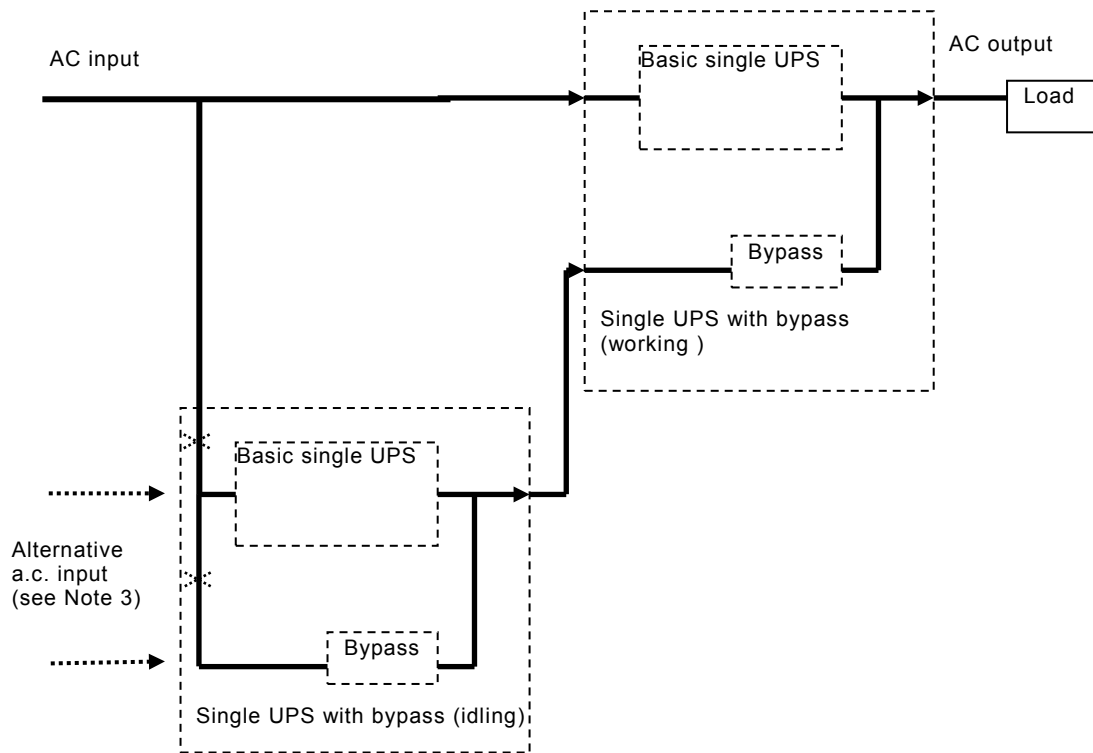 AC input
Basic single UPS
AC output
Load
Bypass
Single UPS with bypass
(working )
Basic single UPS
Alternative
a.c. input
(see Note 3)
Bypass
Single UPS with bypass (idling)